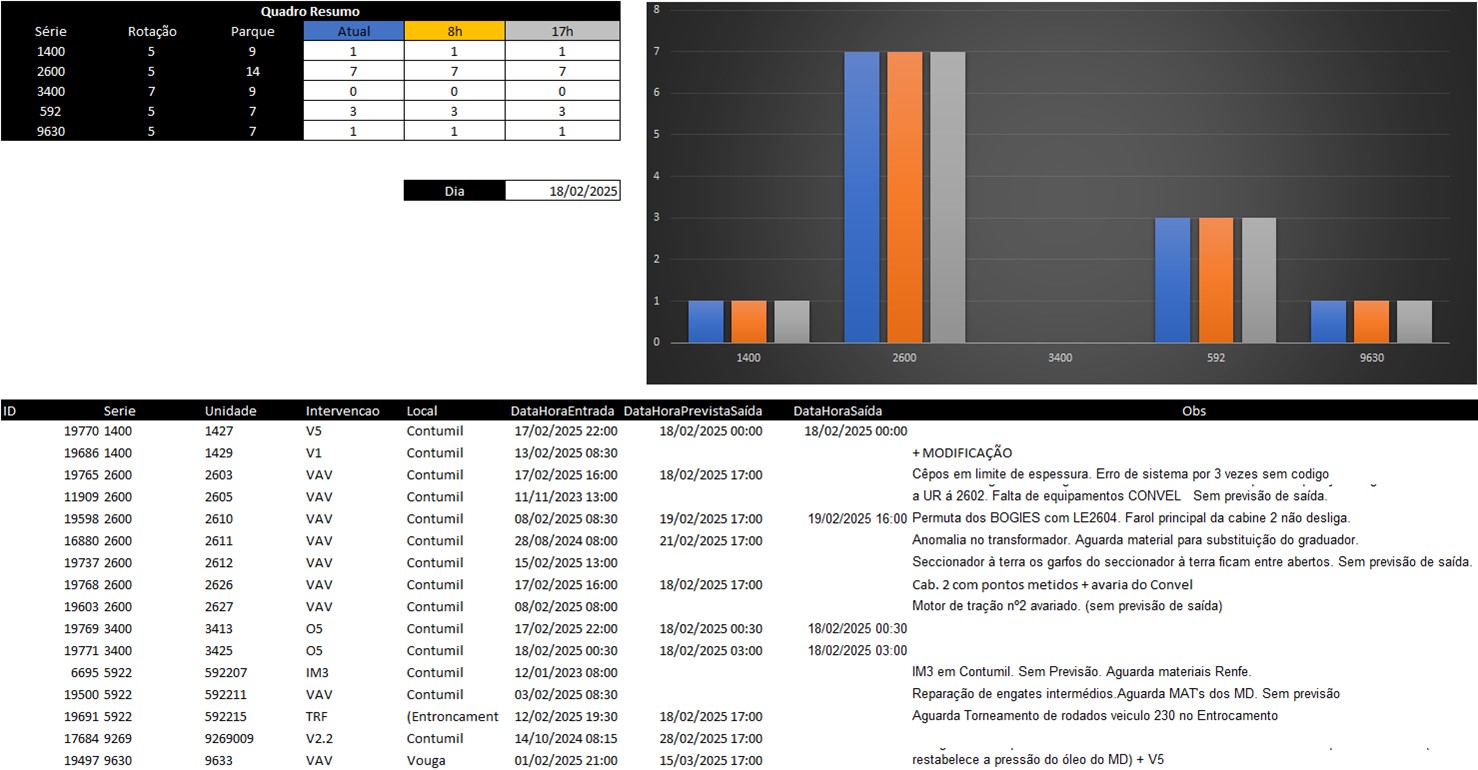 Quadro Resumo
Série Rotação Parque Atual 8h 17h
1400 5 9 1 1 1
2600 5 14 7 7 7
3400 7 9 0 0 0
592 5 7 3 3 3
9630 5 7 1 1 1
Dia 18/02/2025
8
7
6
5
4
3
2
1
0
1400 2600 3400 592 9630
ID Serie Unidade Intervencao Local DataHoraEntrada DataHoraPrevistaSaída DataHoraSaída Obs
19770 1400 1427 V5 Contumil 17/02/2025 22:00 18/02/2025 00:00 18/02/2025 00:00
19686 1400 1429 V1 Contumil 13/02/2025 08:30 + MODIFICAÇÃO
19765 2600 2603 VAV Contumil 17/02/2025 16:00 18/02/2025 17:00 Cêpos em limite de espessura. Erro de sistema por 3 vezes sem codigo
11909 2600 2605 VAV Contumil 11/11/2023 13:00 a UR á 2602. Falta de equipamentos CONVEL Sem previsão de saída.
19598 2600 2610 VAV Contumil 08/02/2025 08:30 19/02/2025 17:00 19/02/2025 16:00 Permuta dos BOGIES com LE2604. Farol principal da cabine 2 não desliga.
16880 2600 2611 VAV Contumil 28/08/2024 08:00 21/02/2025 17:00 Anomalia no transformador. Aguarda material para substituição do graduador.
19737 2600 2612 VAV Contumil 15/02/2025 13:00 Seccionador à terra os garfos do seccionador à terra ficam entre abertos. Sem previsão de saída.
19768 2600 2626 VAV Contumil 17/02/2025 16:00 18/02/2025 17:00 Cab. 2 com pontos metidos + avaria do Convel
19603 2600 2627 VAV Contumil 08/02/2025 08:00 Motor de tração nº2 avariado. (sem previsão de saída)
19769 3400 3413 O5 Contumil 17/02/2025 22:00 18/02/2025 00:30 18/02/2025 00:30
19771 3400 3425 O5 Contumil 18/02/2025 00:30 18/02/2025 03:00 18/02/2025 03:00
6695 5922 592207 IM3 Contumil 12/01/2023 08:00 IM3 em Contumil. Sem Previsão. Aguarda materiais Renfe.
19500 5922 592211 VAV Contumil 03/02/2025 08:30 Reparação de engates intermédios.Aguarda MAT's dos MD. Sem previsão
19691 5922 592215 TRF (Entroncament 12/02/2025 19:30 18/02/2025 17:00 Aguarda Torneamento de rodados veiculo 230 no Entrocamento
17684 9269 9269009 V2.2 Contumil 14/10/2024 08:15 28/02/2025 17:00
19497 9630 9633 VAV Vouga 01/02/2025 21:00 15/03/2025 17:00 restabelece a pressão do óleo do MD) + V5